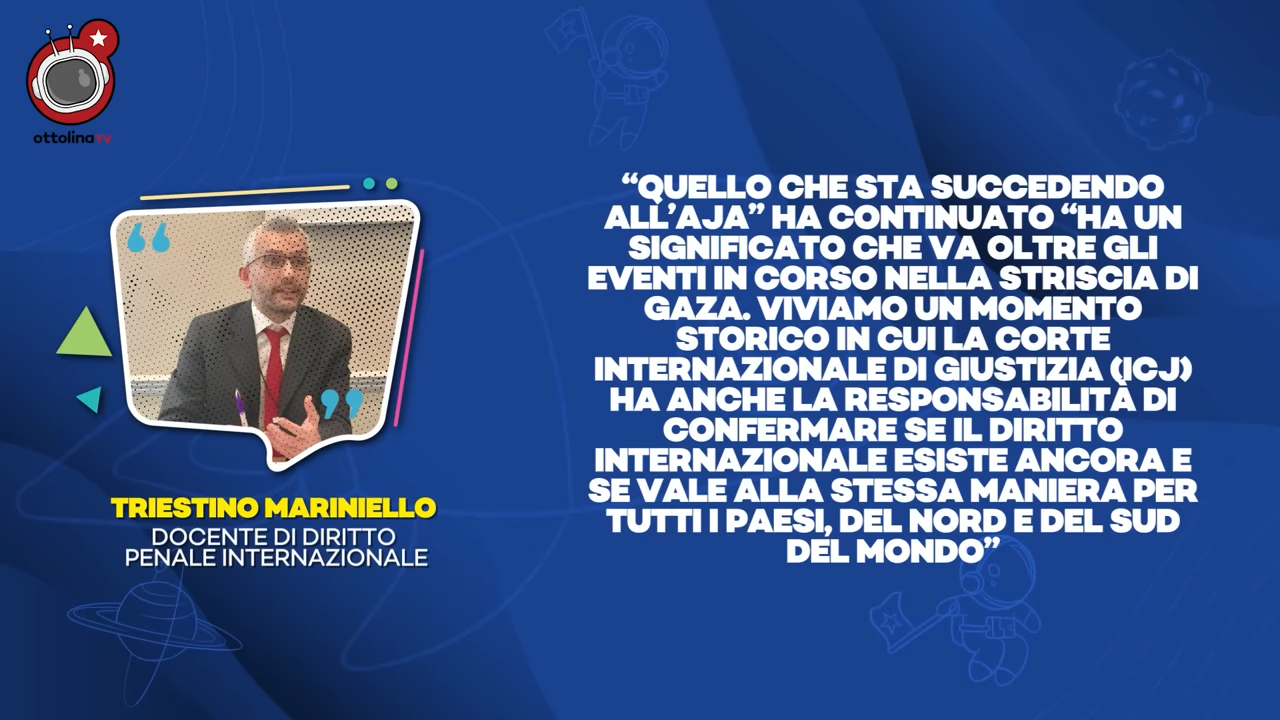 ottolinaTV
“QUELLO CHE STA SUCCEDENDO
ALL’AJA” HA CONTINUATO “HA UN
SIGNIFICATO CHE VA OLTRE GLI
EVENTI IN CORSO NELLA STRISCIA DI
GAZA. VIVIAMO UN MOMENTO
STORICO IN CUI LA CORTE
INTERNAZIONALE DI GIUSTIZIA (ICJ)
HA ANCHE LA RESPONSABILITÀ DI
CONFERMARE SE IL DIRITTO
INTERNAZIONALE ESISTE ANCORA E
SE VALE ALLA STESSA MANIERA PER
TUTTI I PAESI, DEL NORD E DEL SUD
DEL MONDO”
TRIESTINO MARINIELLO
DOCENTE DI DIRITTO
PENALE INTERNAZIONALE